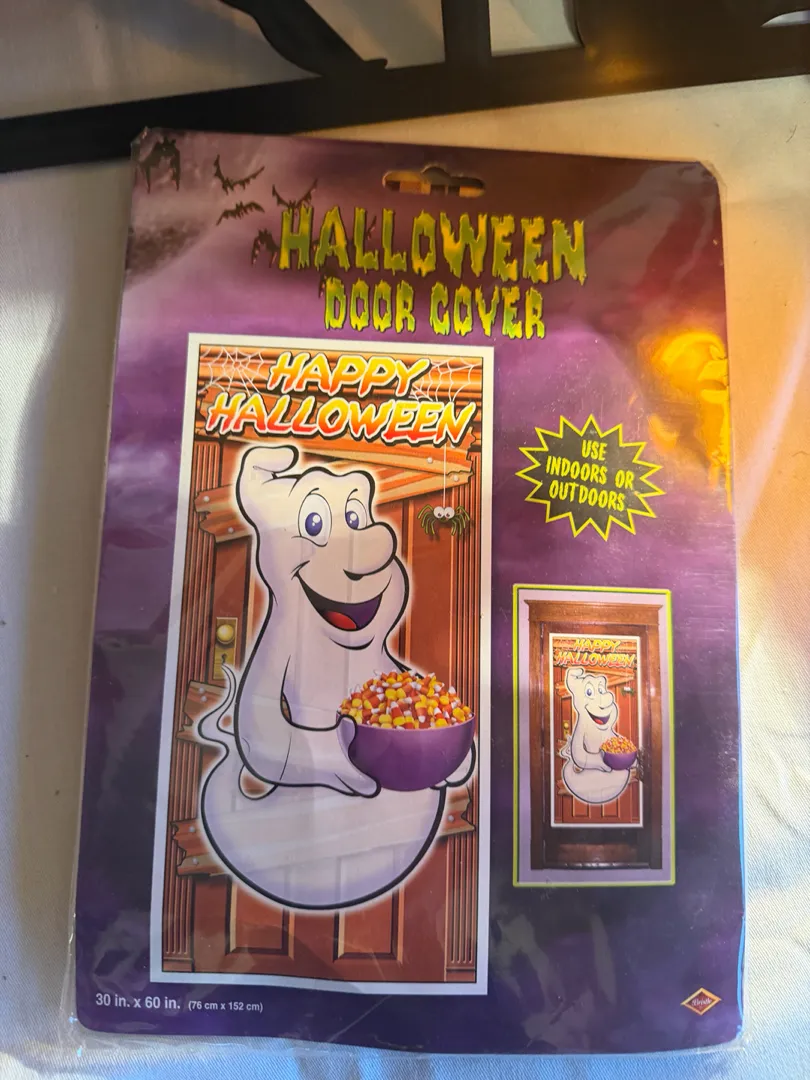 HALLOWEEN
DOOR COVER
HAPPY
HALLOWEEN
USE
INDOORS OR
OUTDOORS
HAPPY
HALLOWEEN
30 in. x 60 in. (76 cm x 152 cm)
Beistle